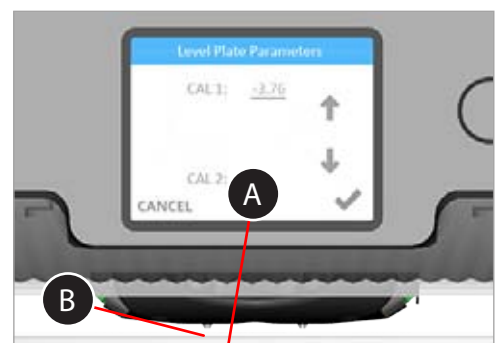 Level Plate Parameters
CAL 1: -3.76
CAL 2:
CANCEL
A
B